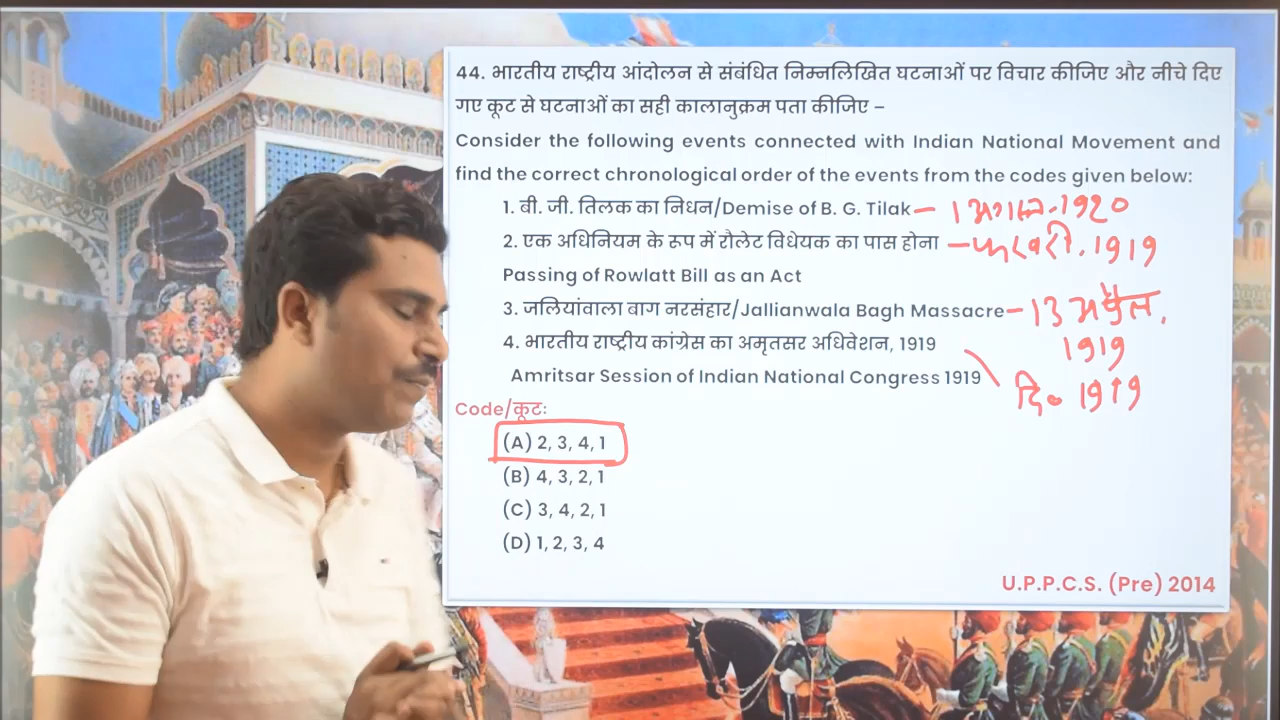 44. भारतीय राष्ट्रीय आंदोलन से संबंधित निम्नलिखित घटनाओं पर विचार कीजिए और नीचे दिए
गए कूट से घटनाओं का सही कालानुक्रम पता कीजिए –
Consider the following events connected with Indian National Movement and
find the correct chronological order of the events from the codes given below:
1. बी. जी. तिलक का निधन/Demise of B. G. Tilak – 1 अगस्त. 1920
2. एक अधिनियम के रूप में रौलेट विधेयक का पास होना – फरवरी. 1919
Passing of Rowlatt Bill as an Act
3. जलियांवाला बाग नरसंहार/Jallianwala Bagh Massacre – 13 अप्रैल,
1919
4. भारतीय राष्ट्रीय कांग्रेस का अमृतसर अधिवेशन, 1919
Amritsar Session of Indian National Congress 1919 \ दि० 1919
Code/कूट:
(A) 2, 3, 4, 1
(B) 4, 3, 2, 1
(C) 3, 4, 2, 1
(D) 1, 2, 3, 4
U.P.P.C.S. (Pre) 2014